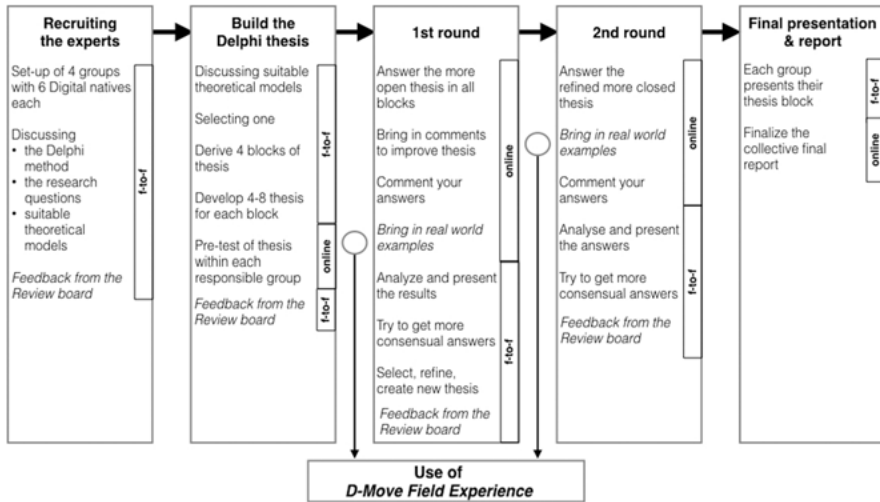 Recruiting
the experts
Set-up of 4 groups
with 6 Digital natives
each
Discussing
• the Delphi
method
• the research
questions
• suitable
theoretical
models
Feedback from the
Review board
f-to-f
Build the
Delphi thesis
Discussing suitable
theoretical models
Selecting one
Derive 4 blocks of
thesis
Develop 4-8 thesis
for each block
Pre-test of thesis
within each
responsible group
Feedback from the
Review board
f-to-f
online
f-to-f
1st round
Answer the more
open thesis in all
blocks
Bring in comments
to improve thesis
Comment your
answers
Bring in real world
examples
Analyze and present
the results
Try to get more
consensual answers
Select, refine,
create new thesis
Feedback from the
Review board
online
f-to-f
2nd round
Answer the
refined more closed
thesis
Bring in real world
examples
Comment your
answers
Analyse and present
the answers
Try to get more
consensual answers
Feedback from the
Review board
online
f-to-f
Final presentation
& report
Each group
presents their
thesis block
Finalize the
collective final
report
f-to-f
online
Use of
D-Move Field Experience